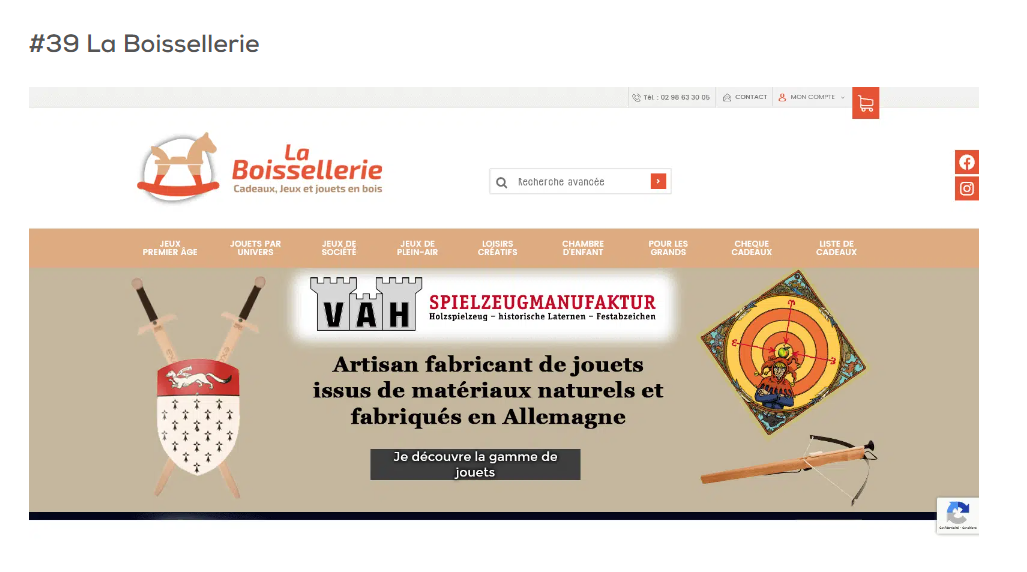 #39 La Boissellerie
Tél. : 02 98 63 30 05 CONTACT MON COMPTE
La
Boissellerie
Cadeaux, Jeux et jouets en bois
Recherche avancée
JEUX
PREMIER ÂGE
JOUETS PAR
UNIVERS
JEUX DE
SOCIÉTÉ
JEUX DE
PLEIN-AIR
LOISIRS
CRÉATIFS
CHAMBRE
D'ENFANT
POUR LES
GRANDS
CHEQUE
CADEAUX
LISTE DE
CADEAUX
VAH SPIELZEUGMANUFAKTUR
Holzspielzeug – historische Laternen – Festabzeichen
Artisan fabricant de jouets
issus de matériaux naturels et
fabriqués en Allemagne
Je découvre la gamme de
jouets